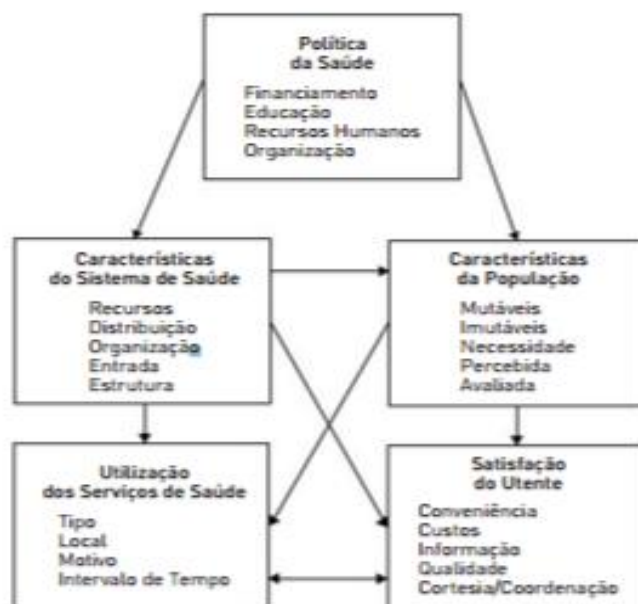 Política
da Saúde
Financiamento
Educação
Recursos Humanos
Organização
Características
do Sistema de Saúde
Recursos
Distribuição
Organização
Entrada
Estrutura
Características
da População
Mutáveis
Imutáveis
Necessidade
Percebida
Avaliada
Utilização
dos Serviços de Saúde
Tipo
Local
Motivo
Intervalo de Tempo
Satisfação
do Utente
Conveniência
Custos
Informação
Qualidade
Cortesia/Coordenação